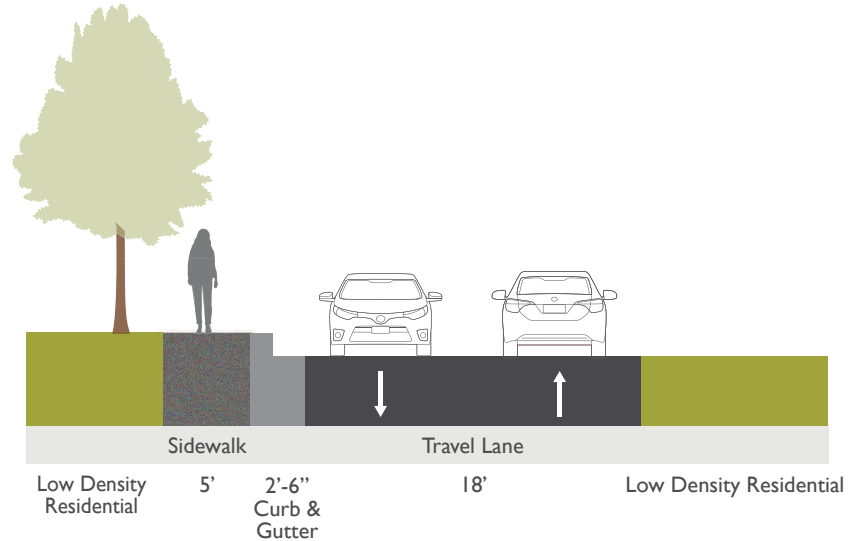 Sidewalk
Travel Lane
Low Density
Residential
5'
2'-6''
Curb &
Gutter
18'
Low Density Residential